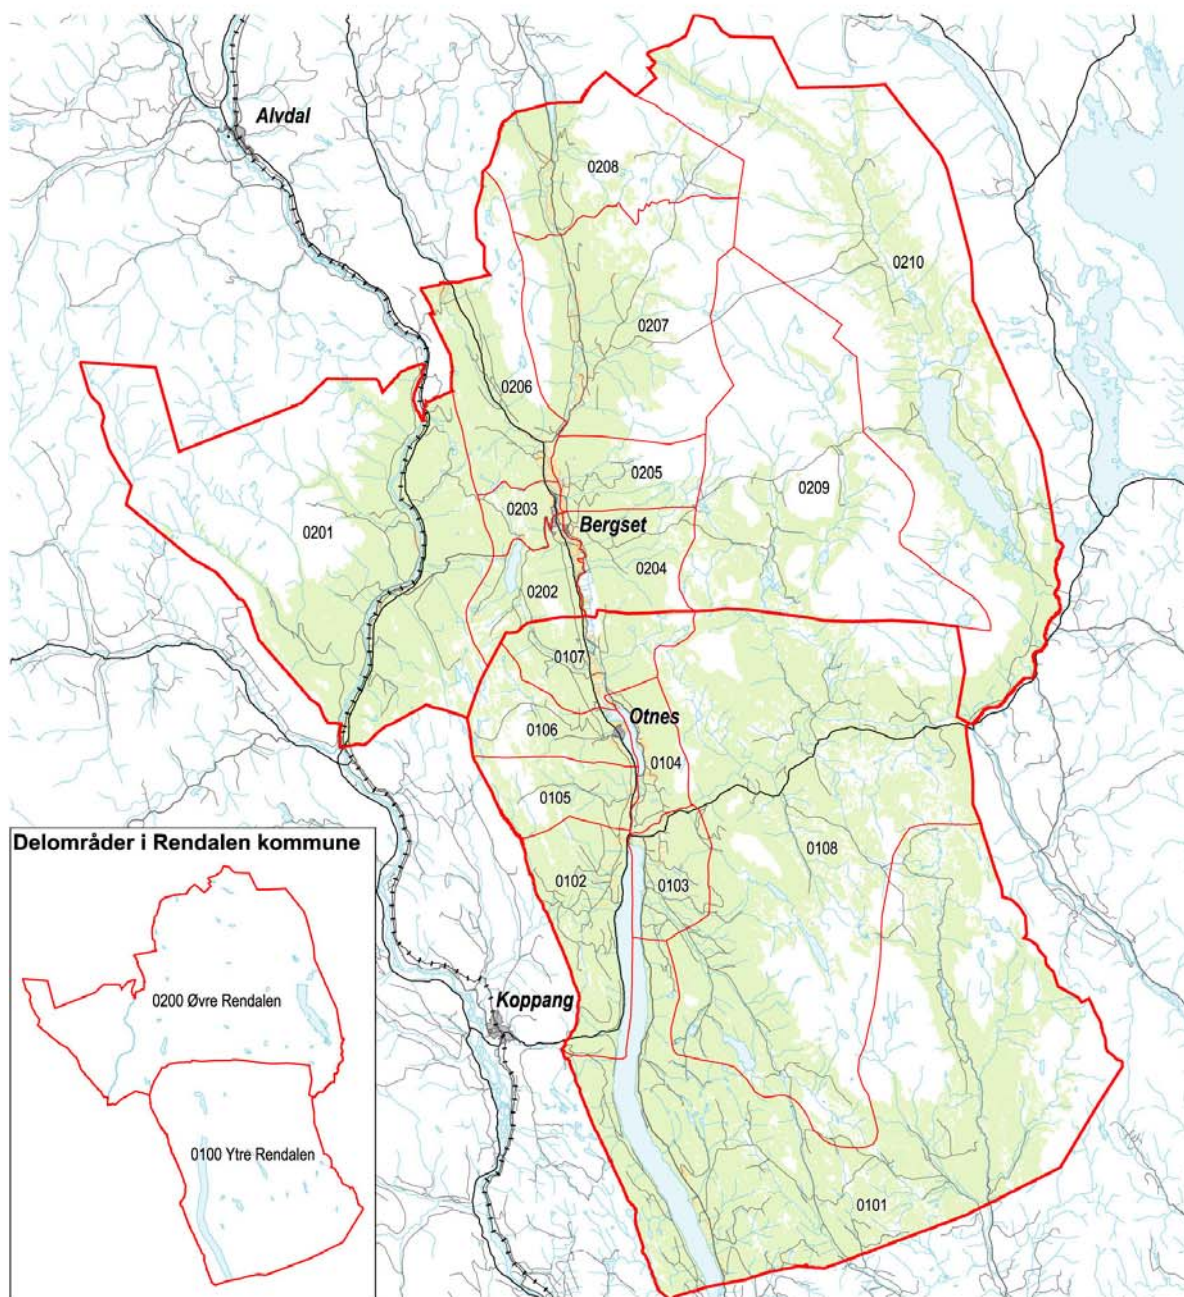 Alvdal
0208
0210
0207
0206
0205
0209
0203
Bergset
0201
0204
0202
0107
Otnes
0106
0104
0105
Delområder i Rendalen kommune
0108
0102
0103
0200 Øvre Rendalen
Koppang
0100 Ytre Rendalen
0101